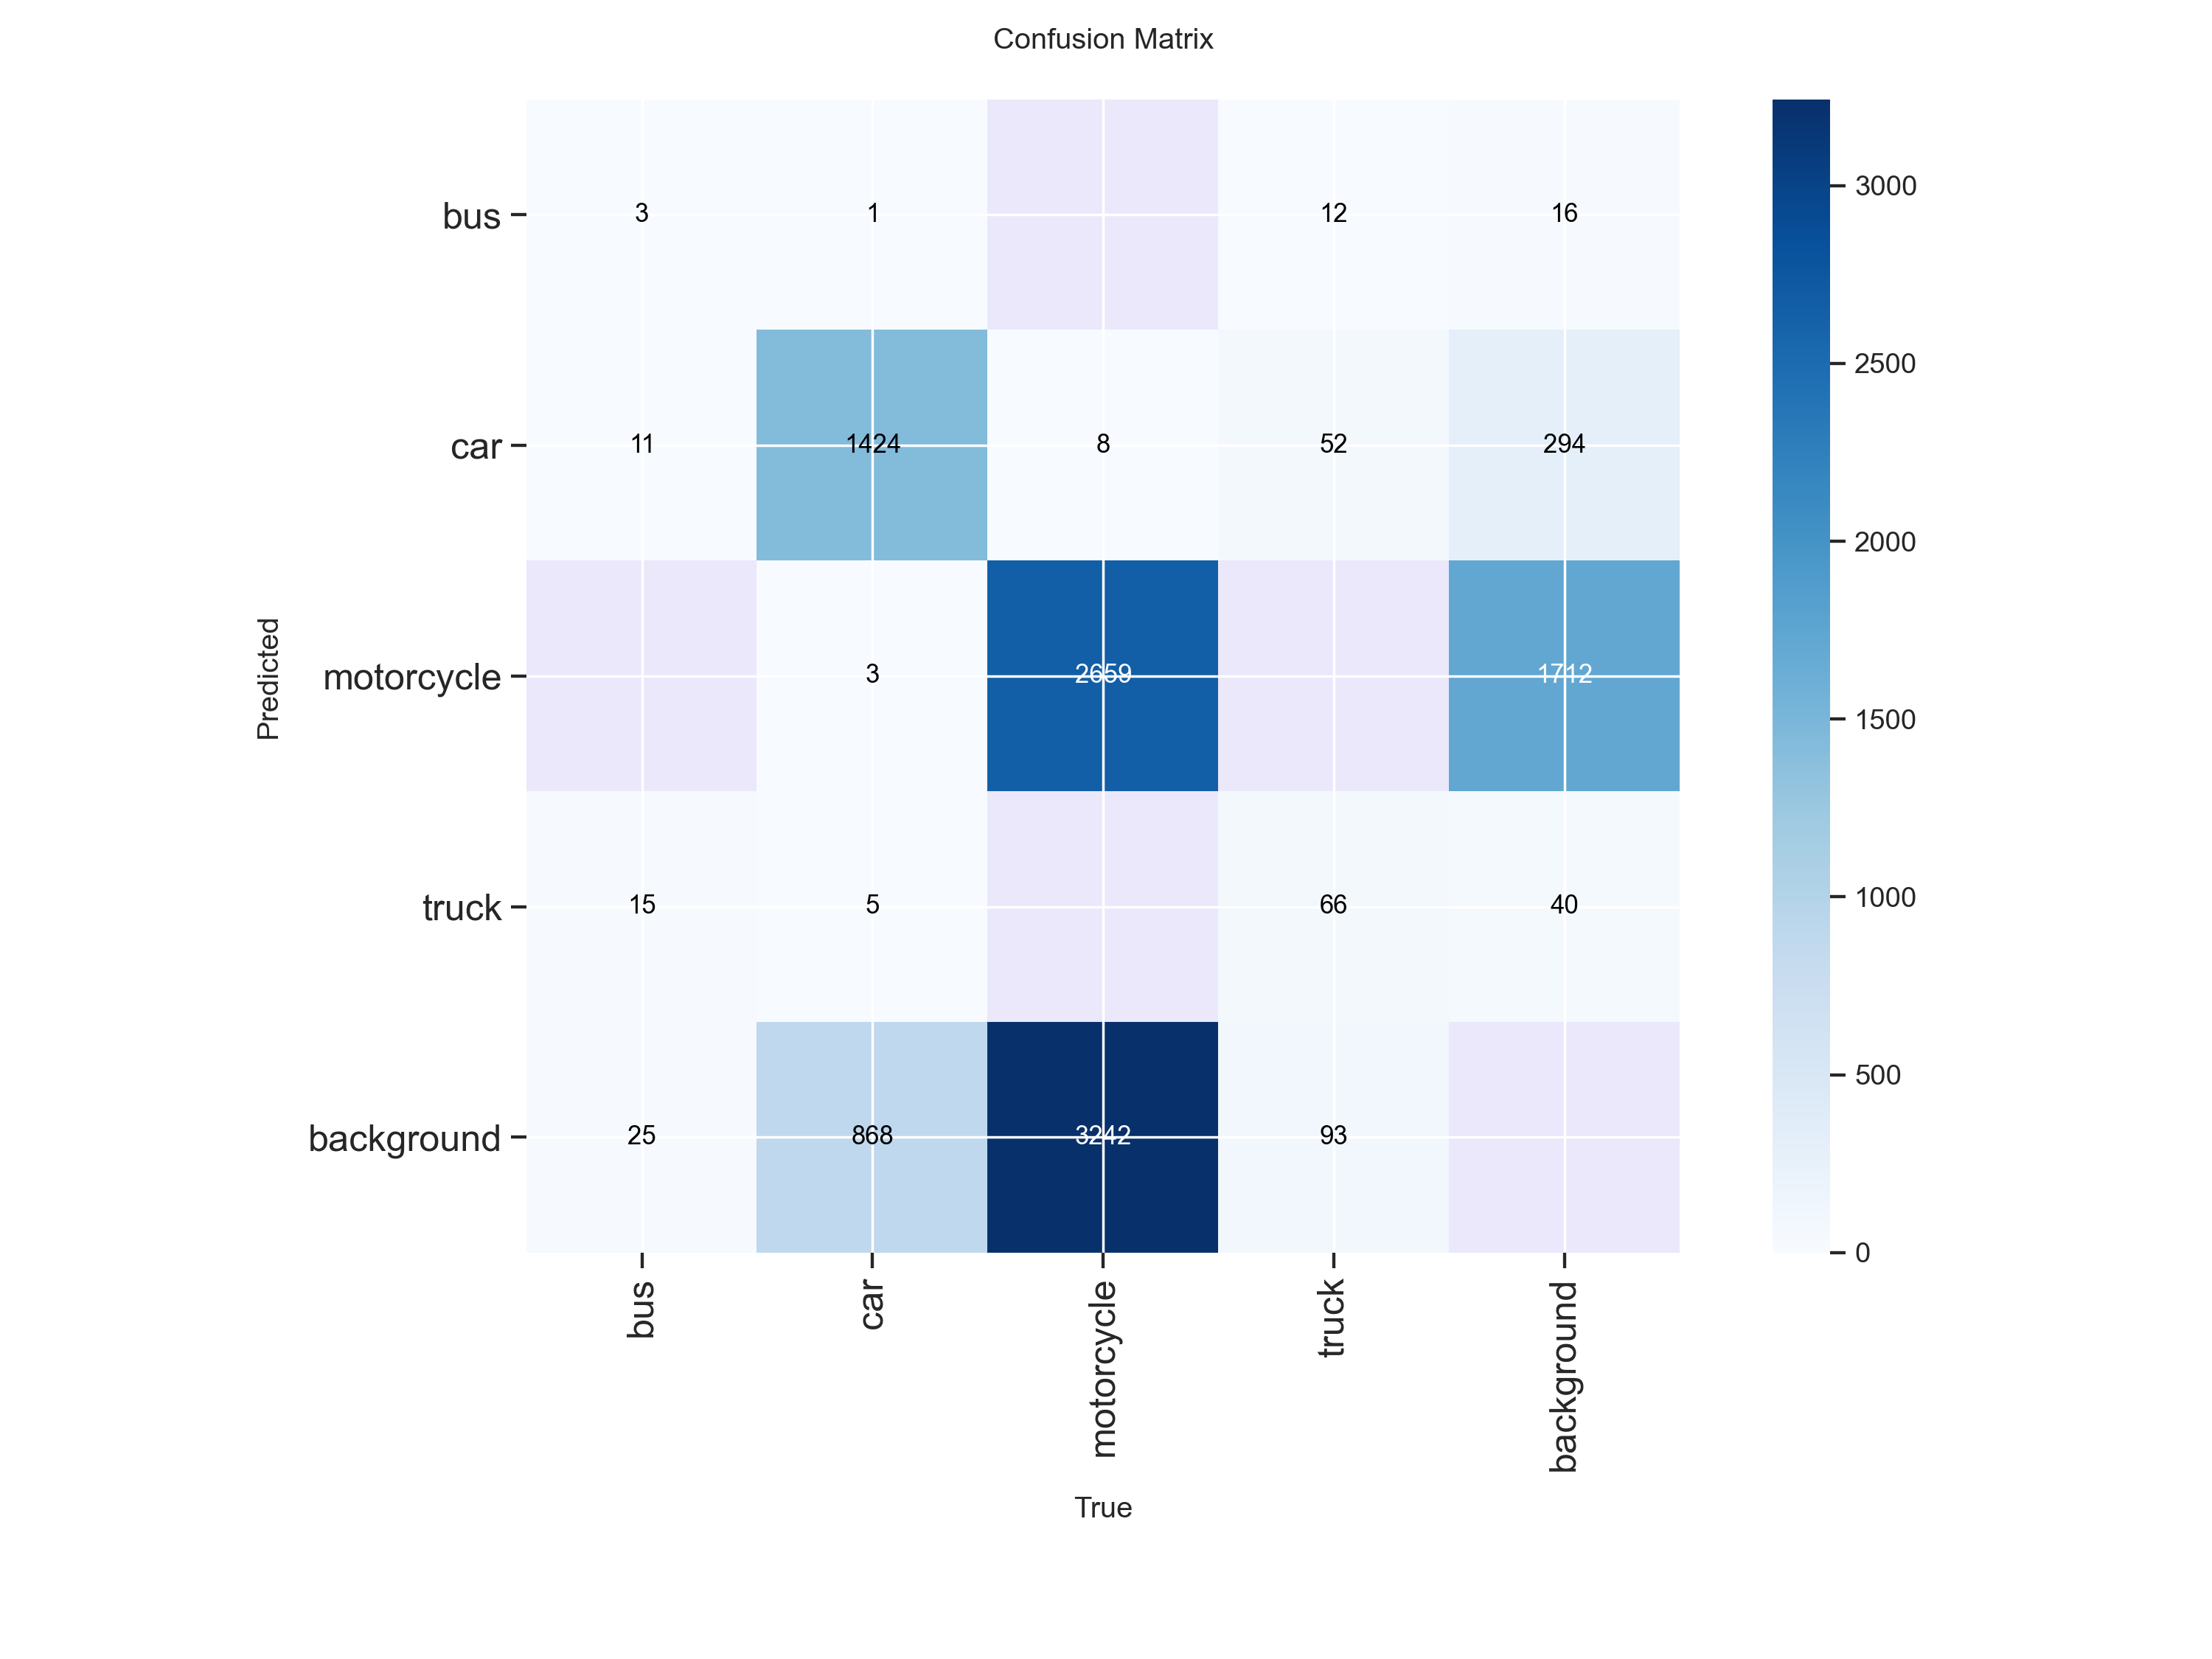 Confusion Matrix
bus 3 1 12 16
car 11 1424 8 52 294
motorcycle 3 2659 1712
truck 15 5 66 40
background 25 868 3242 93
bus car motorcycle truck background
True
Predicted
3000
2500
2000
1500
1000
500
0